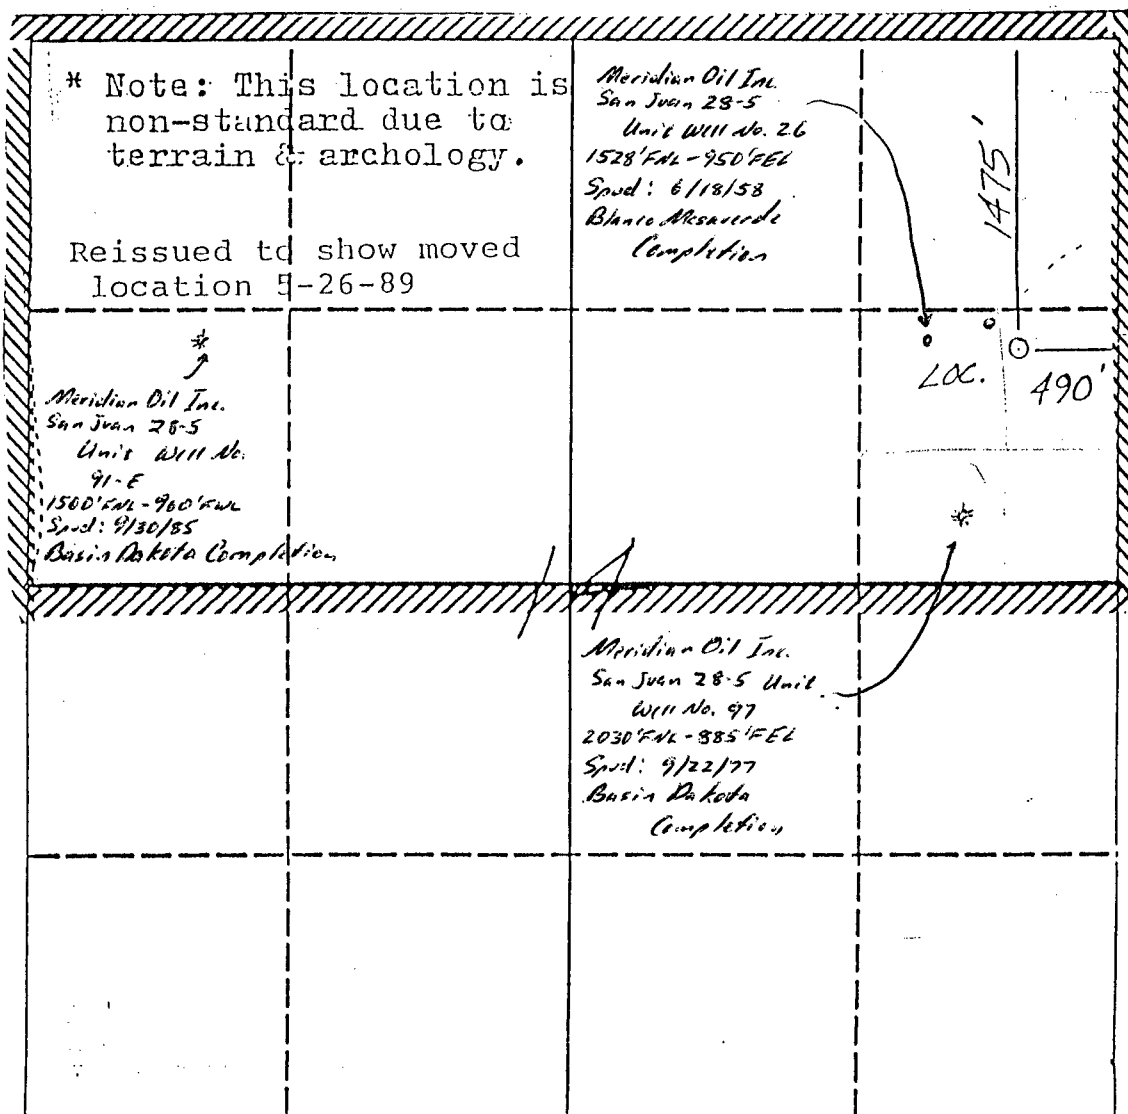 * Note: This location is
non-standard due to
terrain & archology.
Reissued to show moved
location 5-26-89
Meridian Oil Inc.
San Juan 28-5
Unit Well No. 26
1528'FNL-950'FEL
Spud: 6/18/58
Blanco Mesaverde
Completion
1475'
LOC.
490'
Meridian Oil Inc.
San Juan 28-5
Unit Well No.
91-E
1500'FNL-960'FWL
Spud: 9/30/85
Basin Dakota Completion
14
Meridian Oil Inc.
San Juan 28-5 Unit
Well No. 97
2030'FNL-885'FEL
Spud: 9/22/77
Basin Dakota
Completion